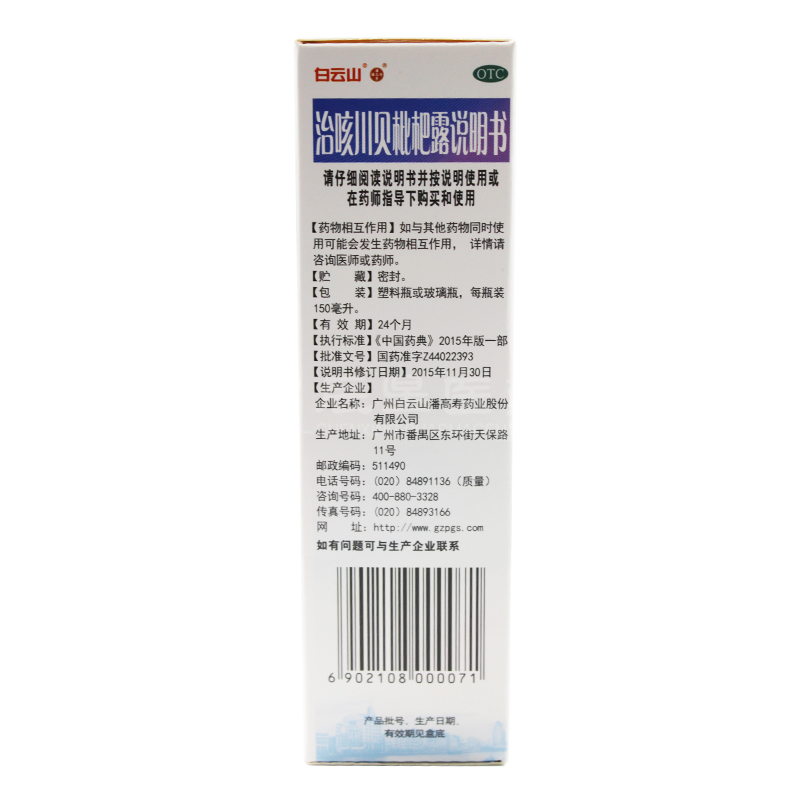 白云山® ®
OTC
治咳川贝枇杷露说明书
请仔细阅读说明书并按说明使用或
在药师指导下购买和使用
【药物相互作用】如与其他药物同时使
用可能会发生药物相互作用，详情请
咨询医师或药师。
【贮 藏】密封。
【包 装】塑料瓶或玻璃瓶，每瓶装
150毫升。
【有 效 期】24个月
【执行标准】《中国药典》2015年版一部
【批准文号】国药准字Z44022393
【说明书修订日期】2015年11月30日
【生产企业】
企业名称：广州白云山潘高寿药业股份
有限公司
生产地址：广州市番禺区东环街天保路
11号
邮政编码：511490
电话号码：（020）84891136（质量）
咨询号码：400-880-3328
传真号码：（020）84893166
网 址：http://www.gzpgs.com
如有问题可与生产企业联系
6 902108 000071
产品批号、生产日期、
有效期见盒底